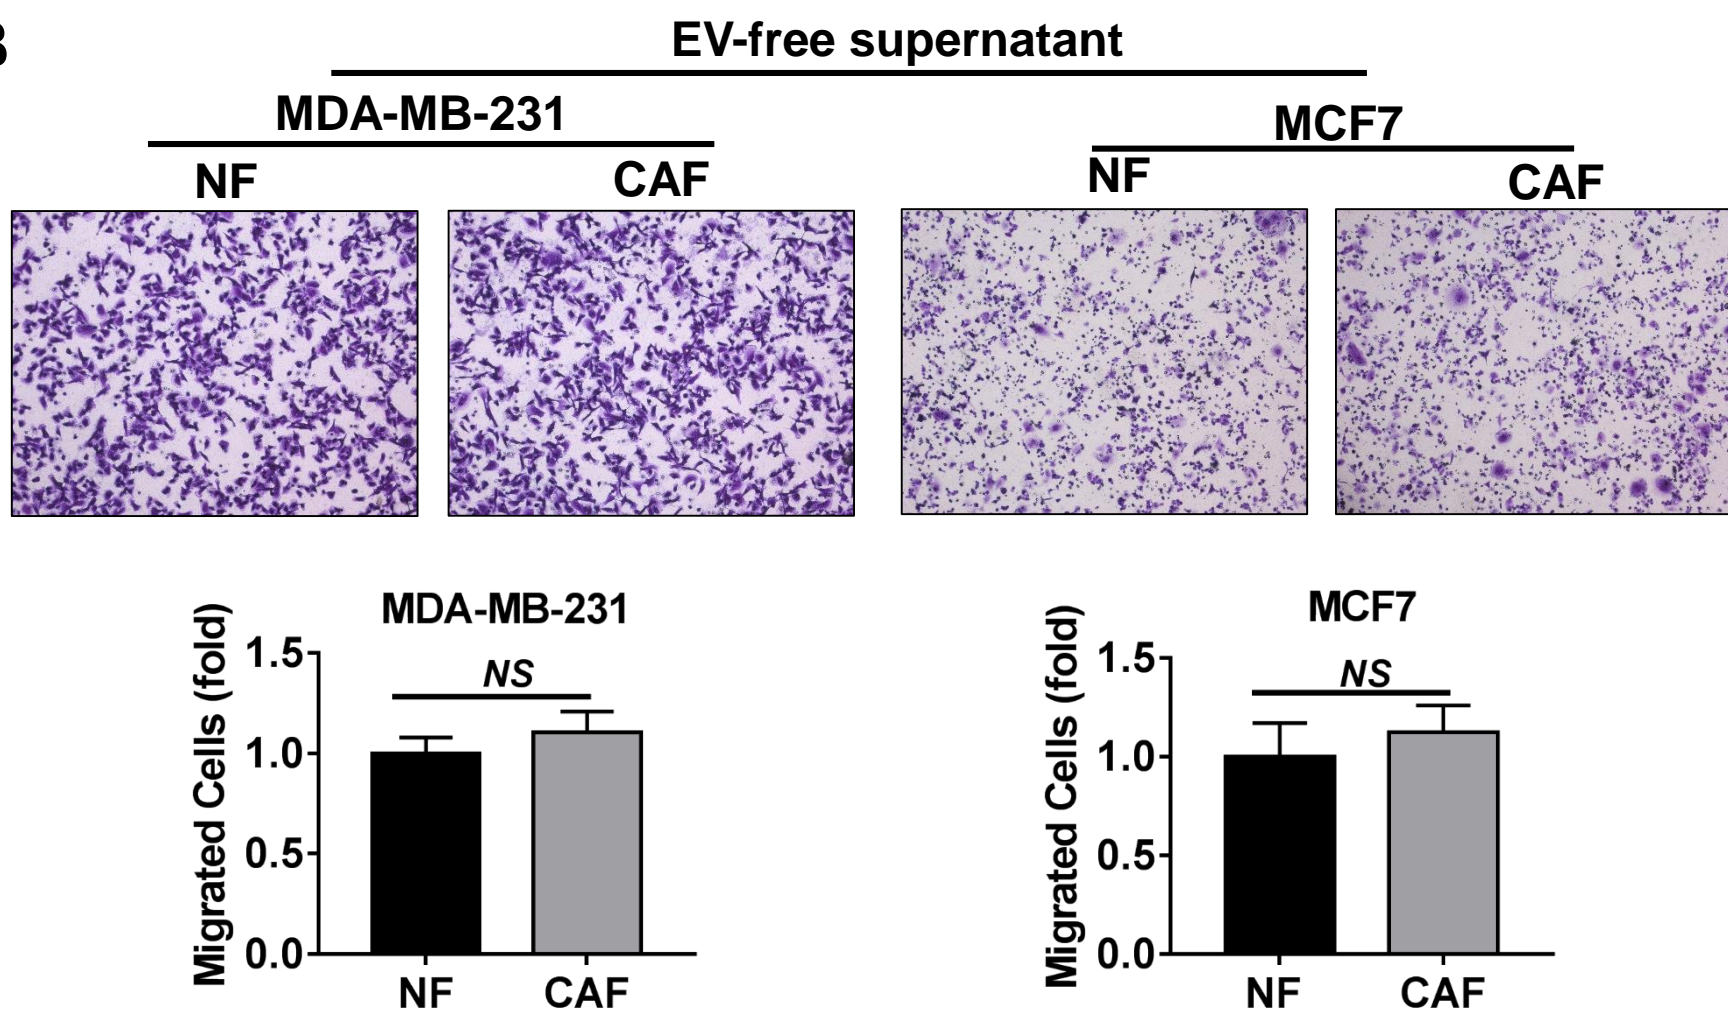 B
EV-free supernatant
MDA-MB-231
MCF7
NF
CAF
NF
CAF
MDA-MB-231
Migrated Cells (fold)
1.5
1.0
0.5
0.0
NS
NF
CAF
MCF7
Migrated Cells (fold)
1.5
1.0
0.5
0.0
NS
NF
CAF